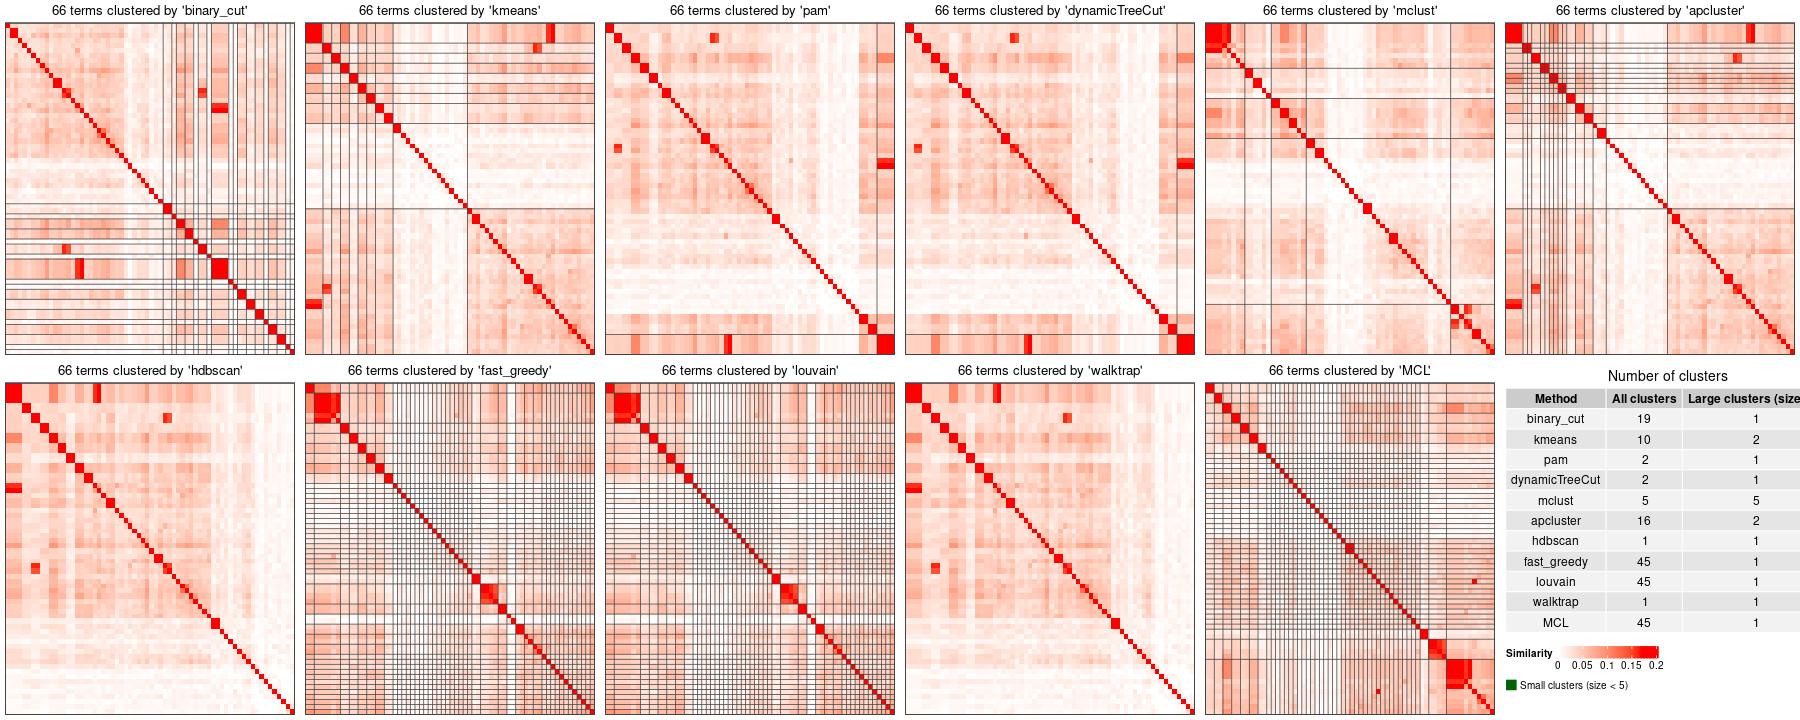 66 terms clustered by 'binary_cut'
66 terms clustered by 'kmeans'
66 terms clustered by 'pam'
66 terms clustered by 'dynamicTreeCut'
66 terms clustered by 'mclust'
66 terms clustered by 'apcluster'
66 terms clustered by 'hdbscan'
66 terms clustered by 'fast_greedy'
66 terms clustered by 'louvain'
66 terms clustered by 'walktrap'
66 terms clustered by 'MCL'
Number of clusters
Method All clusters Large clusters (size
binary_cut 19 1
kmeans 10 2
pam 2 1
dynamicTreeCut 2 1
mclust 5 5
apcluster 16 2
hdbscan 1 1
fast_greedy 45 1
louvain 45 1
walktrap 1 1
MCL 45 1
Similarity
0 0.05 0.1 0.15 0.2
Small clusters (size < 5)